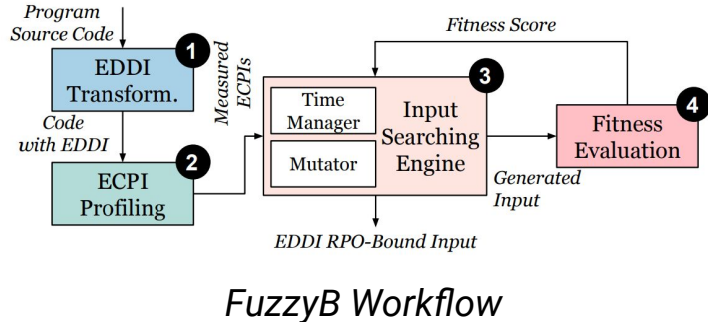 Program
Source Code
1
EDDI
Transform.
Code
with EDDI
2
ECPI
Profiling
Measured
ECPIs
Fitness Score
3
Time
Manager
Mutator
Input
Searching
Engine
4
Fitness
Evaluation
Generated
Input
EDDI RPO-Bound Input
FuzzyB Workflow